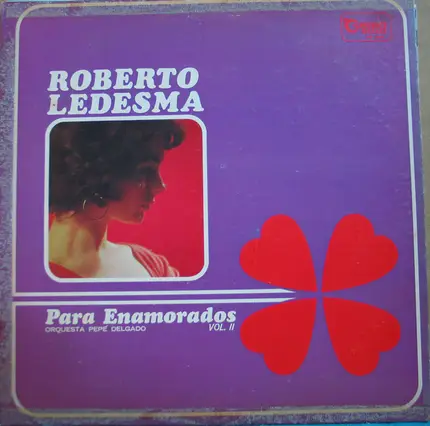 ROBERTO
LEDESMA
Para Enamorados
ORQUESTA PEPE DELGADO
VOL. II